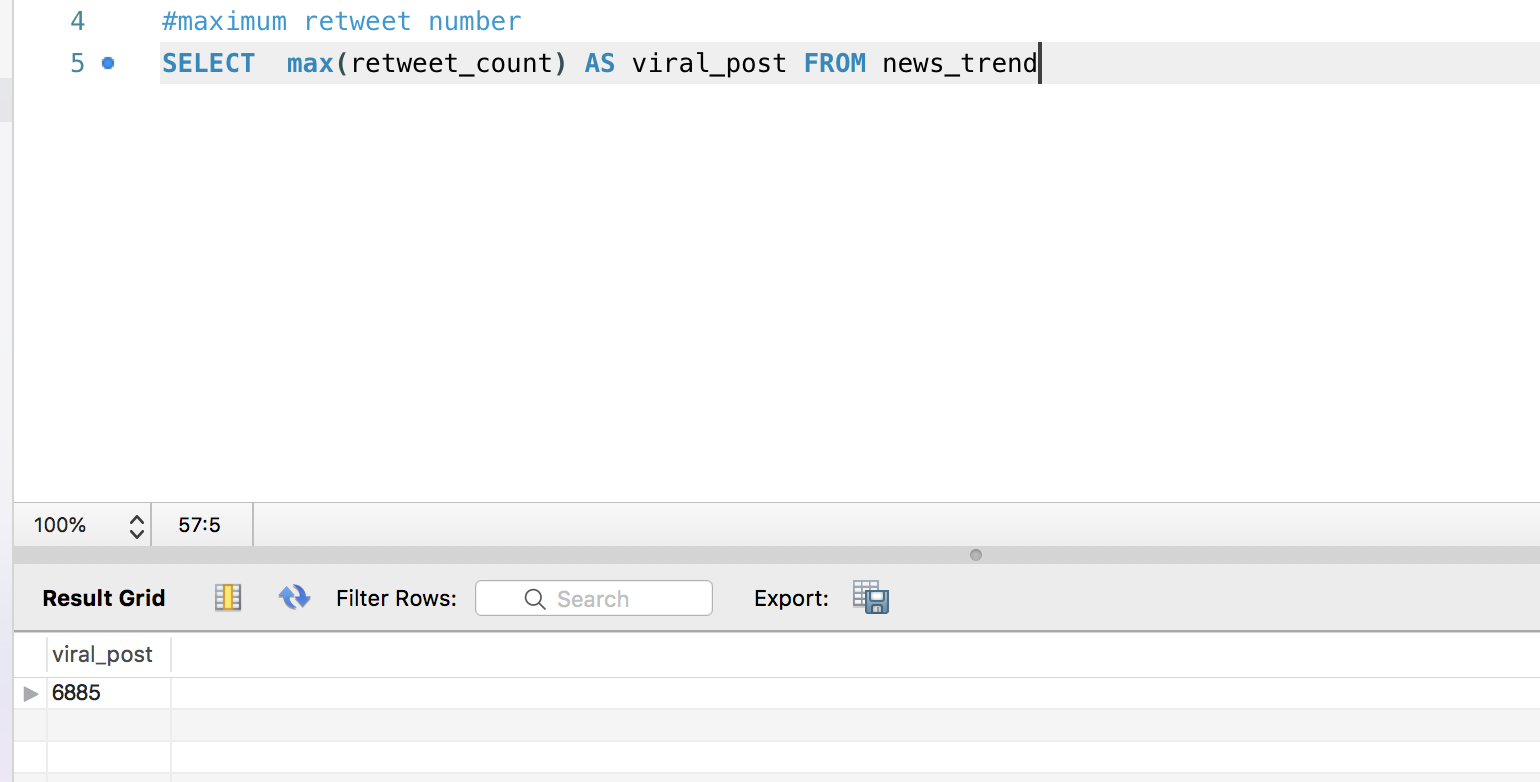 4 #maximum retweet number
5 SELECT  max(retweet_count) AS viral_post FROM news_trend
100% 57:5
Result Grid Filter Rows: Search Export:
viral_post
6885